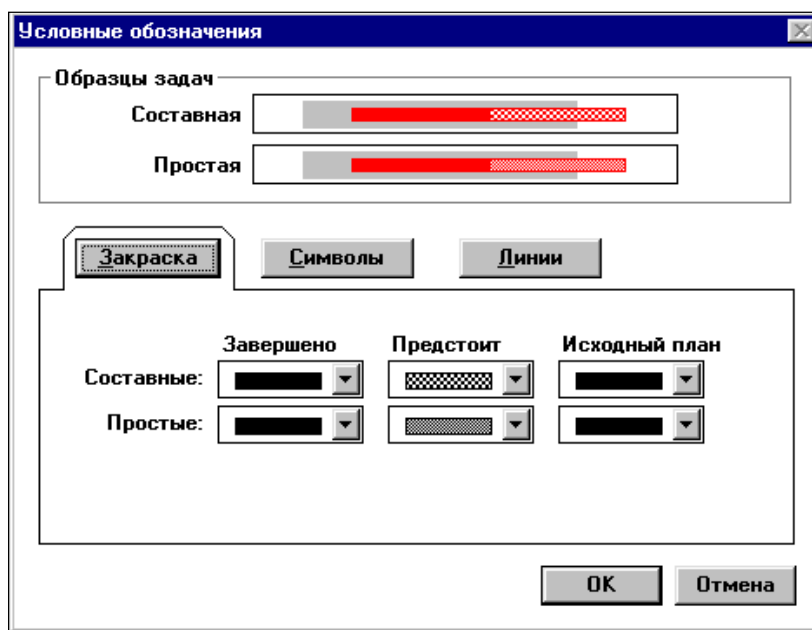 Условные обозначения
Образцы задач
Составная
Простая
Закраска Символы Линии
Завершено Предстоит Исходный план
Составные:
Простые:
OK Отмена